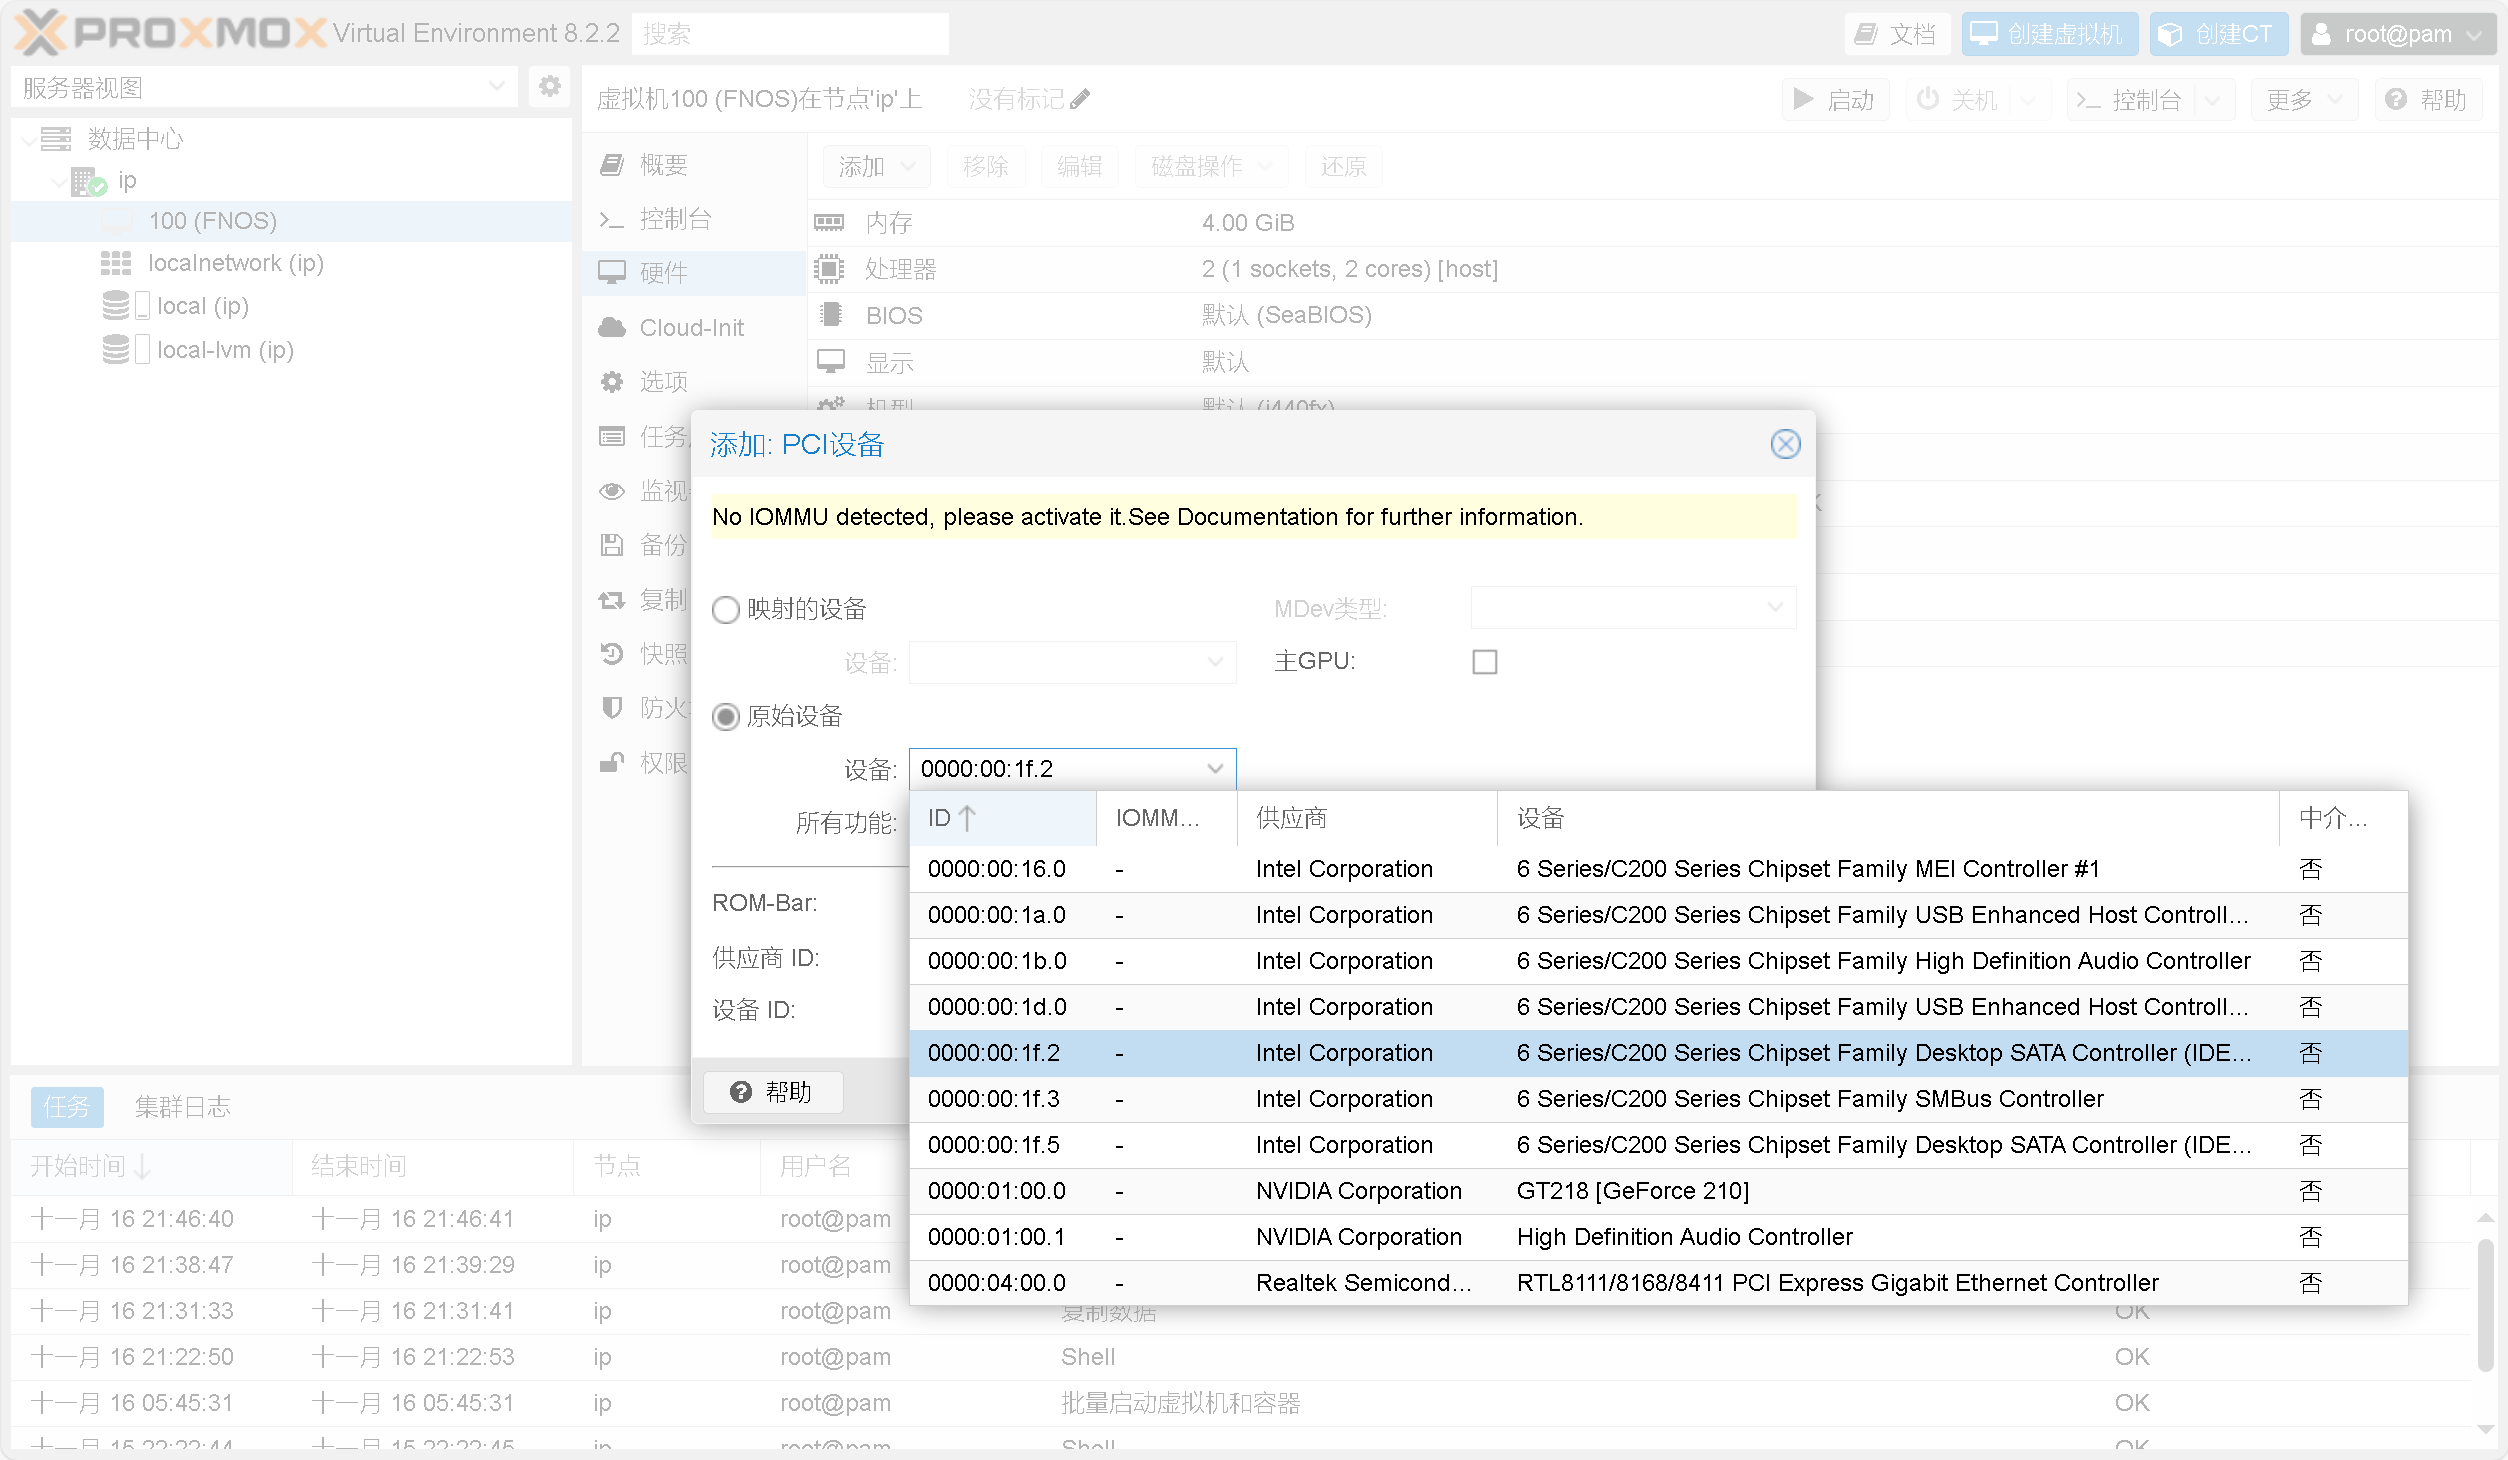 PROXMOX Virtual Environment 8.2.2 搜索 文档 创建虚拟机 创建CT root@pam
服务器视图
数据中心
ip
100 (FNOS)
localnetwork (ip)
local (ip)
local-lvm (ip)
虚拟机100 (FNOS)在节点'ip'上 没有标记 启动 关机 控制台 更多 帮助
概要
控制台
硬件
Cloud-Init
选项
任务
监视
备份
复制
快照
防火
权限
添加 移除 编辑 磁盘操作 还原
内存 4.00 GiB
处理器 2 (1 sockets, 2 cores) [host]
BIOS 默认 (SeaBIOS)
显示 默认
机型 默认 (i440fx)
添加: PCI设备
No IOMMU detected, please activate it.See Documentation for further information.
映射的设备 MDev类型:
设备: 主GPU:
原始设备
设备: 0000:00:1f.2
所有功能:
ROM-Bar:
供应商 ID:
设备 ID:
帮助
ID IOMM... 供应商 设备 中介...
0000:00:16.0 - Intel Corporation 6 Series/C200 Series Chipset Family MEI Controller #1 否
0000:00:1a.0 - Intel Corporation 6 Series/C200 Series Chipset Family USB Enhanced Host Controll... 否
0000:00:1b.0 - Intel Corporation 6 Series/C200 Series Chipset Family High Definition Audio Controller 否
0000:00:1d.0 - Intel Corporation 6 Series/C200 Series Chipset Family USB Enhanced Host Controll... 否
0000:00:1f.2 - Intel Corporation 6 Series/C200 Series Chipset Family Desktop SATA Controller (IDE... 否
0000:00:1f.3 - Intel Corporation 6 Series/C200 Series Chipset Family SMBus Controller 否
0000:00:1f.5 - Intel Corporation 6 Series/C200 Series Chipset Family Desktop SATA Controller (IDE... 否
0000:01:00.0 - NVIDIA Corporation GT218 [GeForce 210] 否
0000:01:00.1 - NVIDIA Corporation High Definition Audio Controller 否
0000:04:00.0 - Realtek Semicond... RTL8111/8168/8411 PCI Express Gigabit Ethernet Controller 否
任务 集群日志
开始时间 结束时间 节点 用户名
十一月 16 21:46:40 十一月 16 21:46:41 ip root@pam
十一月 16 21:38:47 十一月 16 21:39:29 ip root@pam
十一月 16 21:31:33 十一月 16 21:31:41 ip root@pam 复制数据 OK
十一月 16 21:22:50 十一月 16 21:22:53 ip root@pam Shell OK
十一月 16 05:45:31 十一月 16 05:45:31 ip root@pam 批量启动虚拟机和容器 OK
十一月 15 22:22:44 十一月 15 22:22:45 ip root@pam Shell OK